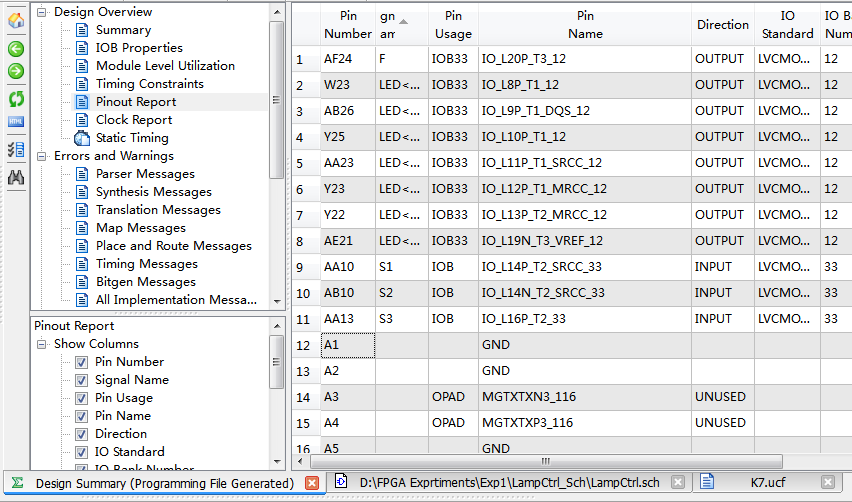 Design Overview
Summary
IOB Properties
Module Level Utilization
Timing Constraints
Pinout Report
Clock Report
Static Timing
Errors and Warnings
Parser Messages
Synthesis Messages
Translation Messages
Map Messages
Place and Route Messages
Timing Messages
Bitgen Messages
All Implementation Messa...
HTML
Pinout Report
Show Columns
Pin Number
Signal Name
Pin Usage
Pin Name
Direction
IO Standard
IO Bank Number
Pin Number gn am Pin Usage Pin Name Direction IO Standard IO B Num
1 AF24 F IOB33 IO_L20P_T3_12 OUTPUT LVCMO... 12
2 W23 LED<... IOB33 IO_L8P_T1_12 OUTPUT LVCMO... 12
3 AB26 LED<... IOB33 IO_L9P_T1_DQS_12 OUTPUT LVCMO... 12
4 Y25 LED<... IOB33 IO_L10P_T1_12 OUTPUT LVCMO... 12
5 AA23 LED<... IOB33 IO_L11P_T1_SRCC_12 OUTPUT LVCMO... 12
6 Y23 LED<... IOB33 IO_L12P_T1_MRCC_12 OUTPUT LVCMO... 12
7 Y22 LED<... IOB33 IO_L13P_T2_MRCC_12 OUTPUT LVCMO... 12
8 AE21 LED<... IOB33 IO_L19N_T3_VREF_12 OUTPUT LVCMO... 12
9 AA10 S1 IOB IO_L14P_T2_SRCC_33 INPUT LVCMO... 33
10 AB10 S2 IOB IO_L14N_T2_SRCC_33 INPUT LVCMO... 33
11 AA13 S3 IOB IO_L16P_T2_33 INPUT LVCMO... 33
12 A1 GND
13 A2 GND
14 A3 OPAD MGTXTXN3_116 UNUSED
15 A4 OPAD MGTXTXP3_116 UNUSED
16 A5 GND
Design Summary (Programming File Generated)
D:\FPGA Exprtiments\Exp1\LampCtrl_Sch\LampCtrl.sch
K7.ucf